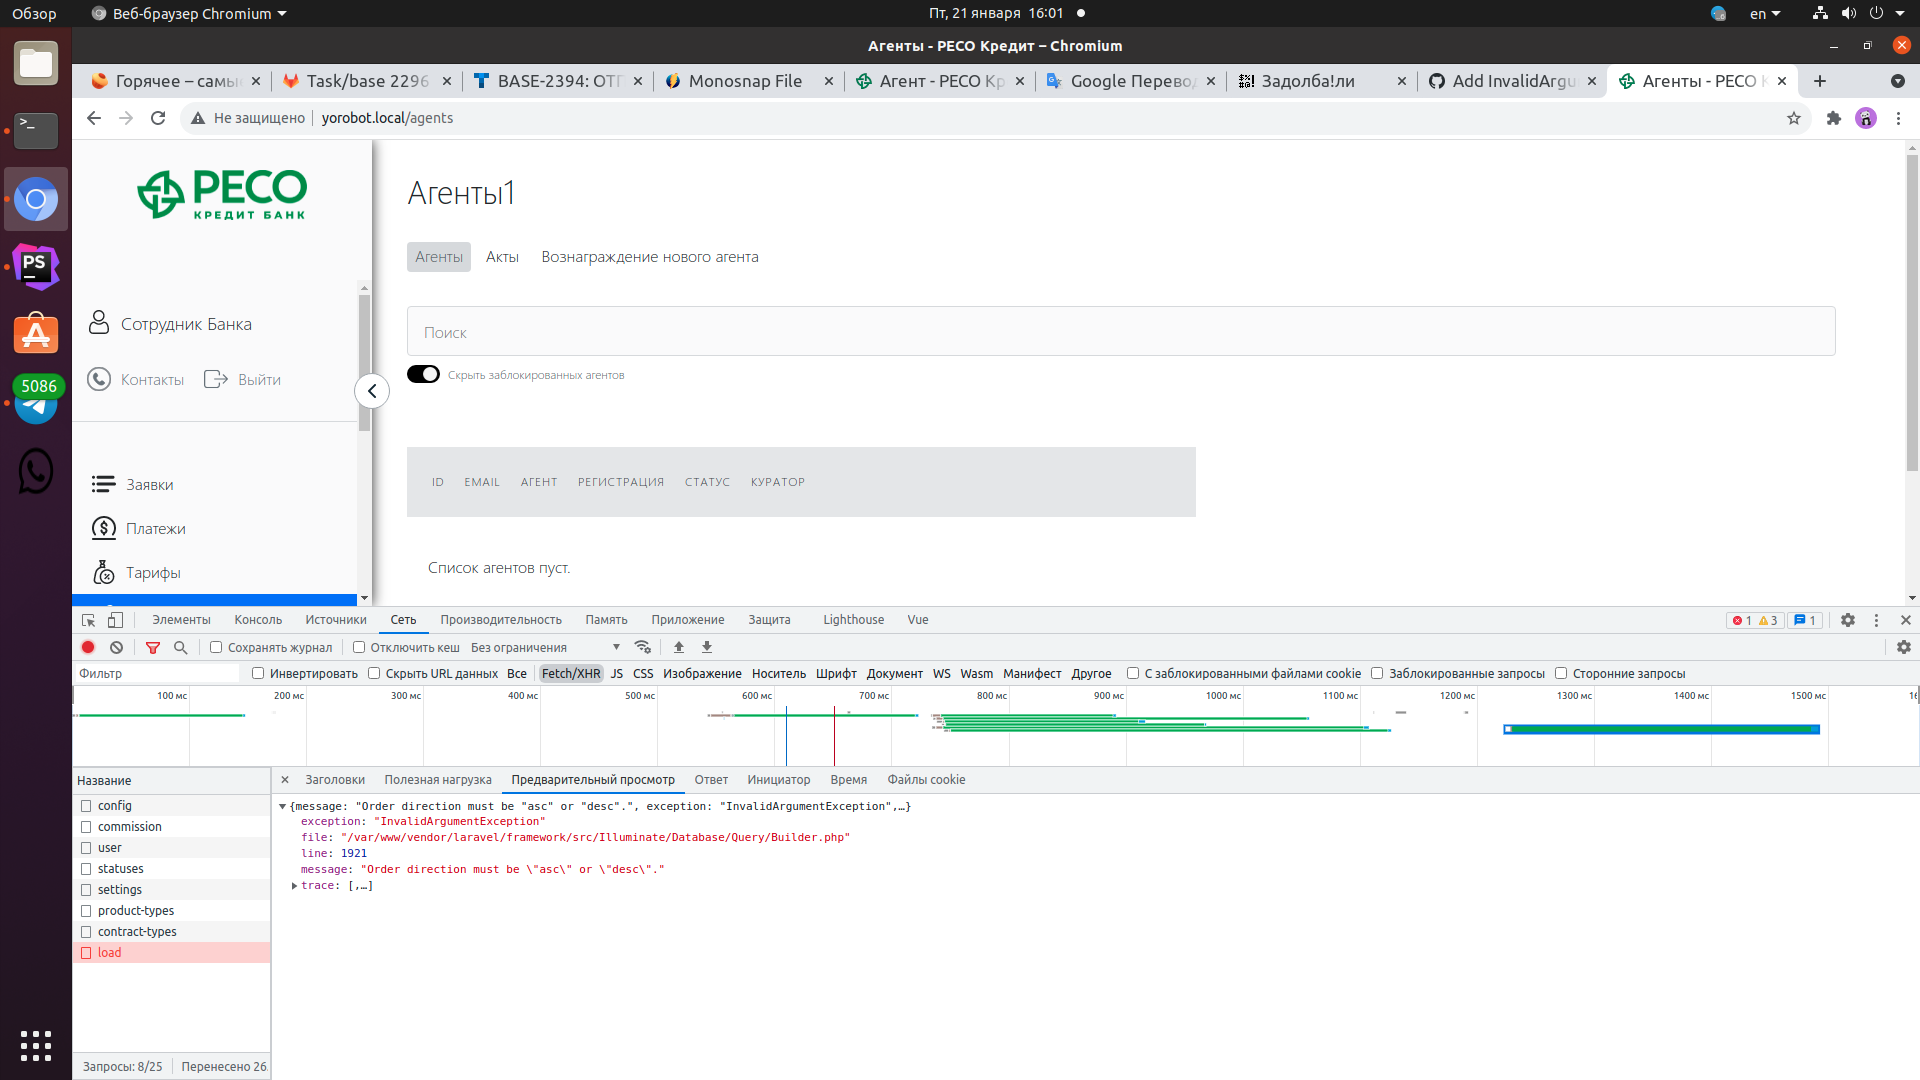 Обзор
Веб-браузер Chromium
Пт, 21 января 16:01
en
Агенты - РЕСО Кредит – Chromium
Горячее – самы
Task/base 2296
BASE-2394: ОТП
Monosnap File
Агент - РЕСО Кр
Google Перевод
Задолба!ли
Add InvalidArgu
Агенты - РЕСО К
Не защищено
yorobot.local/agents
РЕСО
КРЕДИТ БАНК
Сотрудник Банка
Контакты
Выйти
5086
Заявки
Платежи
Тарифы
Агенты1
Агенты
Акты
Вознаграждение нового агента
Поиск
Скрыть заблокированных агентов
ID EMAIL АГЕНТ РЕГИСТРАЦИЯ СТАТУС КУРАТОР
Список агентов пуст.
Элементы Консоль Источники Сеть Производительность Память Приложение Защита Lighthouse Vue 1 3 1
Сохранять журнал Отключить кеш Без ограничения
Фильтр Инвертировать Скрыть URL данных Все Fetch/XHR JS CSS Изображение Носитель Шрифт Документ WS Wasm Манифест Другое С заблокированными файлами cookie Заблокированные запросы Сторонние запросы
100 мс 200 мс 300 мс 400 мс 500 мс 600 мс 700 мс 800 мс 900 мс 1000 мс 1100 мс 1200 мс 1300 мс 1400 мс 1500 мс
Название
config
commission
user
statuses
settings
product-types
contract-types
load
Запросы: 8/25 Перенесено 26
Заголовки Полезная нагрузка Предварительный просмотр Ответ Инициатор Время Файлы cookie
{message: "Order direction must be "asc" or "desc".", exception: "InvalidArgumentException",…}
exception: "InvalidArgumentException"
file: "/var/www/vendor/laravel/framework/src/Illuminate/Database/Query/Builder.php"
line: 1921
message: "Order direction must be \"asc\" or \"desc\"."
trace: [,…]